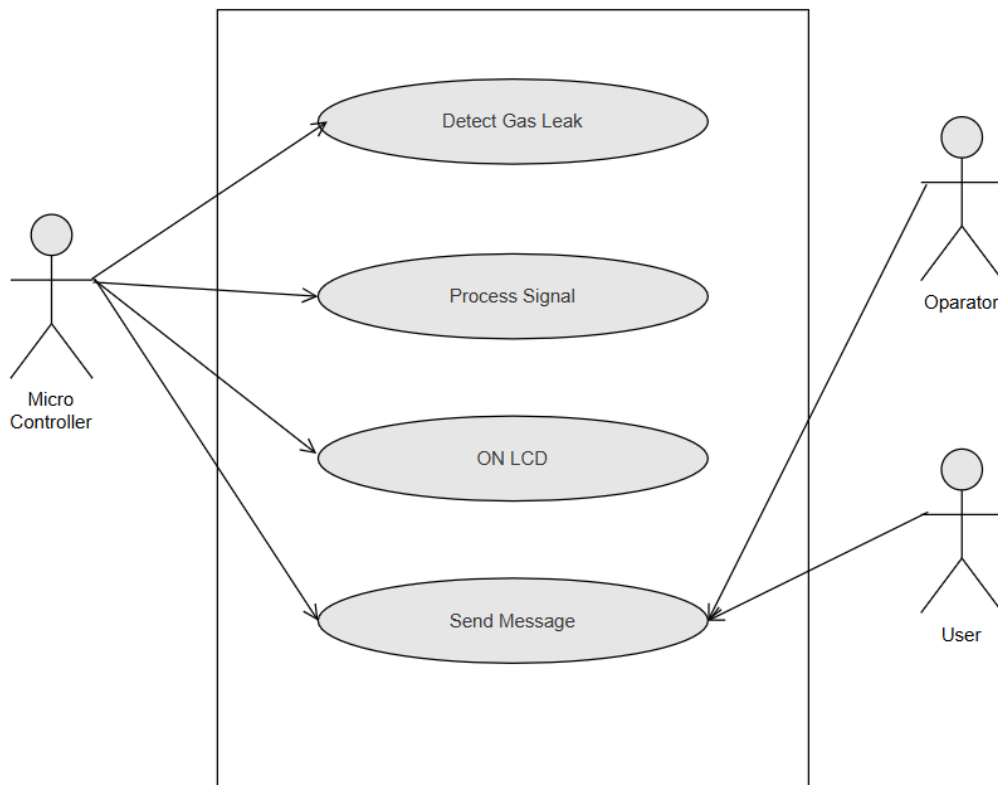 Detect Gas Leak
Process Signal
Oparator
Micro
Controller
ON LCD
Send Message
User